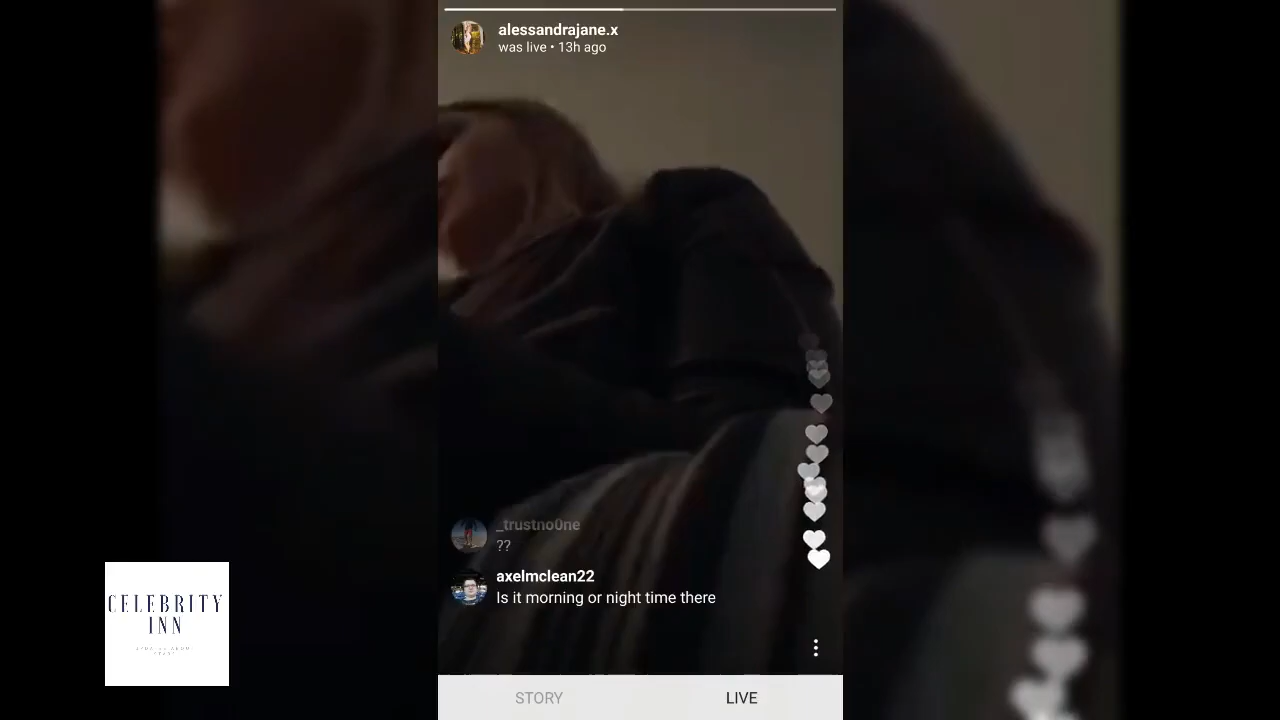 alessandrajane.x
was live • 13h ago
_trustno0ne
??
axelmclean22
Is it morning or night time there
STORY
LIVE
CELEBRITY
INN